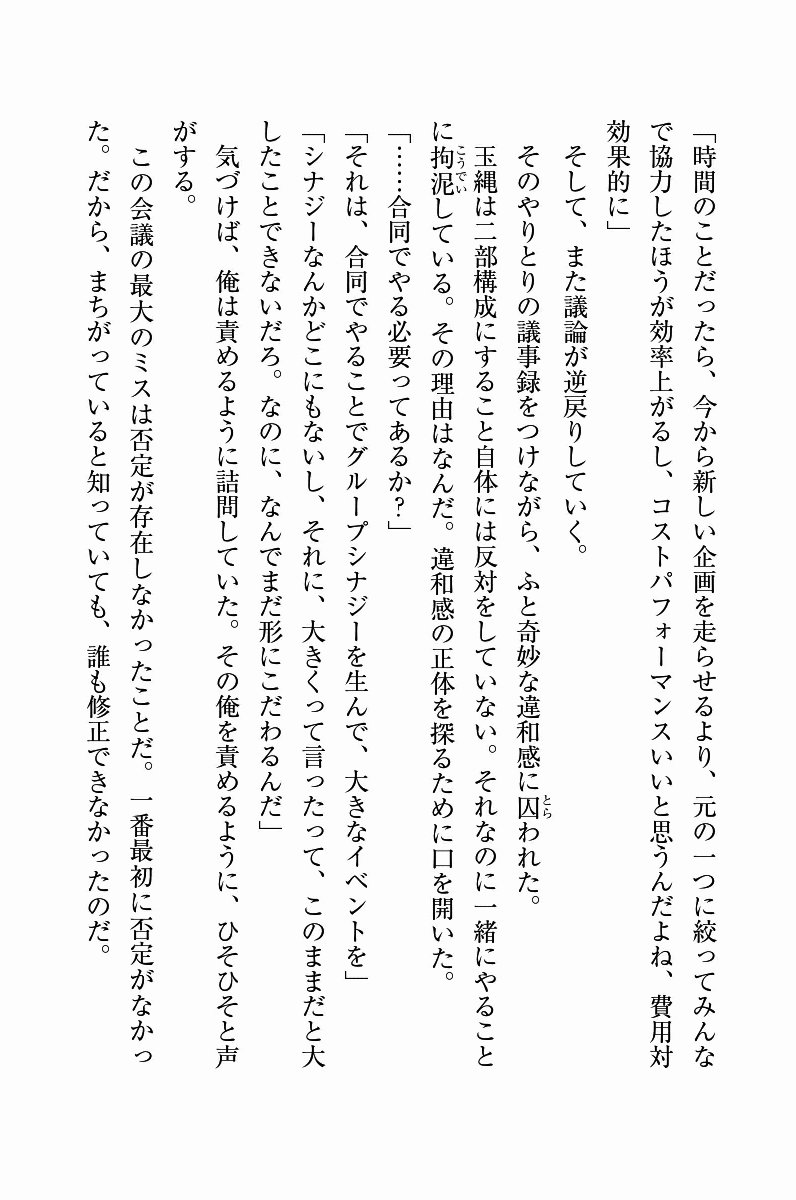 「時間のことだったら、今から新しい企画を走らせるより、元の一つに絞ってみんな
で協力したほうが効率上がるし、コストパフォーマンスいいと思うんだよね、費用対
効果的に」
　そして、また議論が逆戻りしていく。
　そのやりとりの議事録をつけながら、ふと奇妙な違和感に囚とらわれた。
　玉縄は二部構成にすること自体には反対をしていない。それなのに一緒にやること
に拘泥こうでいしている。その理由はなんだ。違和感の正体を探るために口を開いた。
「……合同でやる必要ってあるか？」
「それは、合同でやることでグループシナジーを生んで、大きなイベントを」
「シナジーなんかどこにもないし、それに、大きくって言ったって、このままだと大
したことできないだろ。なのに、なんでまだ形にこだわるんだ」
　気づけば、俺は責めるように詰問していた。その俺を責めるように、ひそひそと声
がする。
　この会議の最大のミスは否定が存在しなかったことだ。一番最初に否定がなかっ
た。だから、まちがっていると知っていても、誰も修正できなかったのだ。